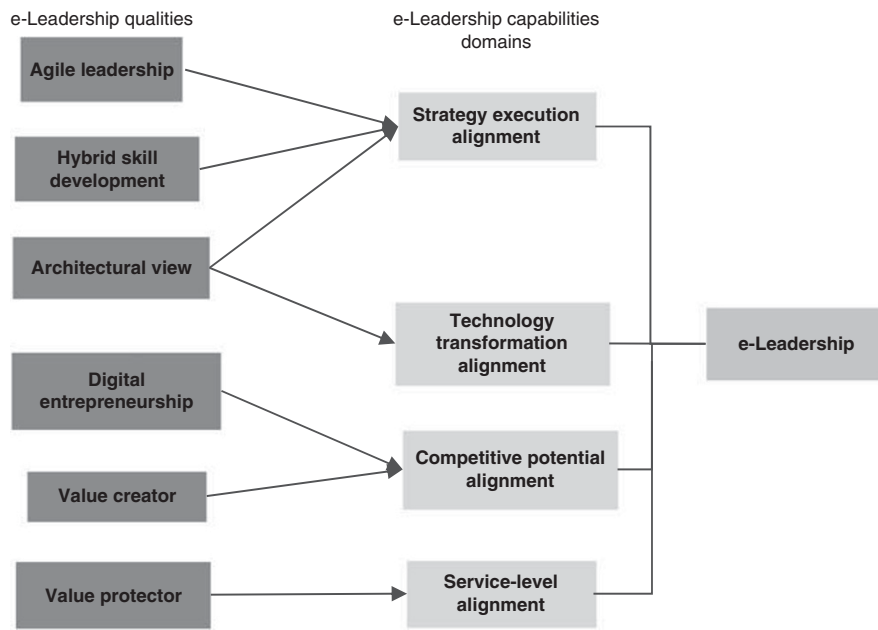 e-Leadership qualities
e-Leadership capabilities
domains
Agile leadership
Hybrid skill
development
Architectural view
Digital
entrepreneurship
Value creator
Value protector
Strategy execution
alignment
Technology
transformation
alignment
Competitive potential
alignment
Service-level
alignment
e-Leadership